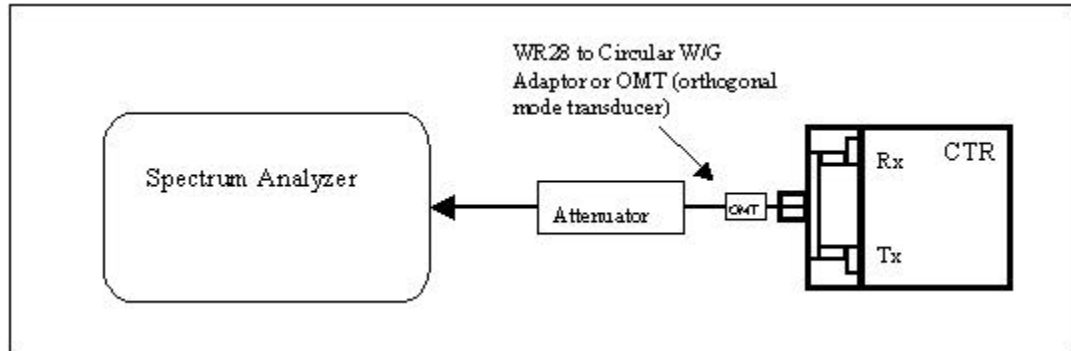 WR28 to Circular W/G
Adaptor or OMT (orthogonal
mode transducer)
Spectrum Analyzer
Attenuator
OMT
Rx
CTR
Tx